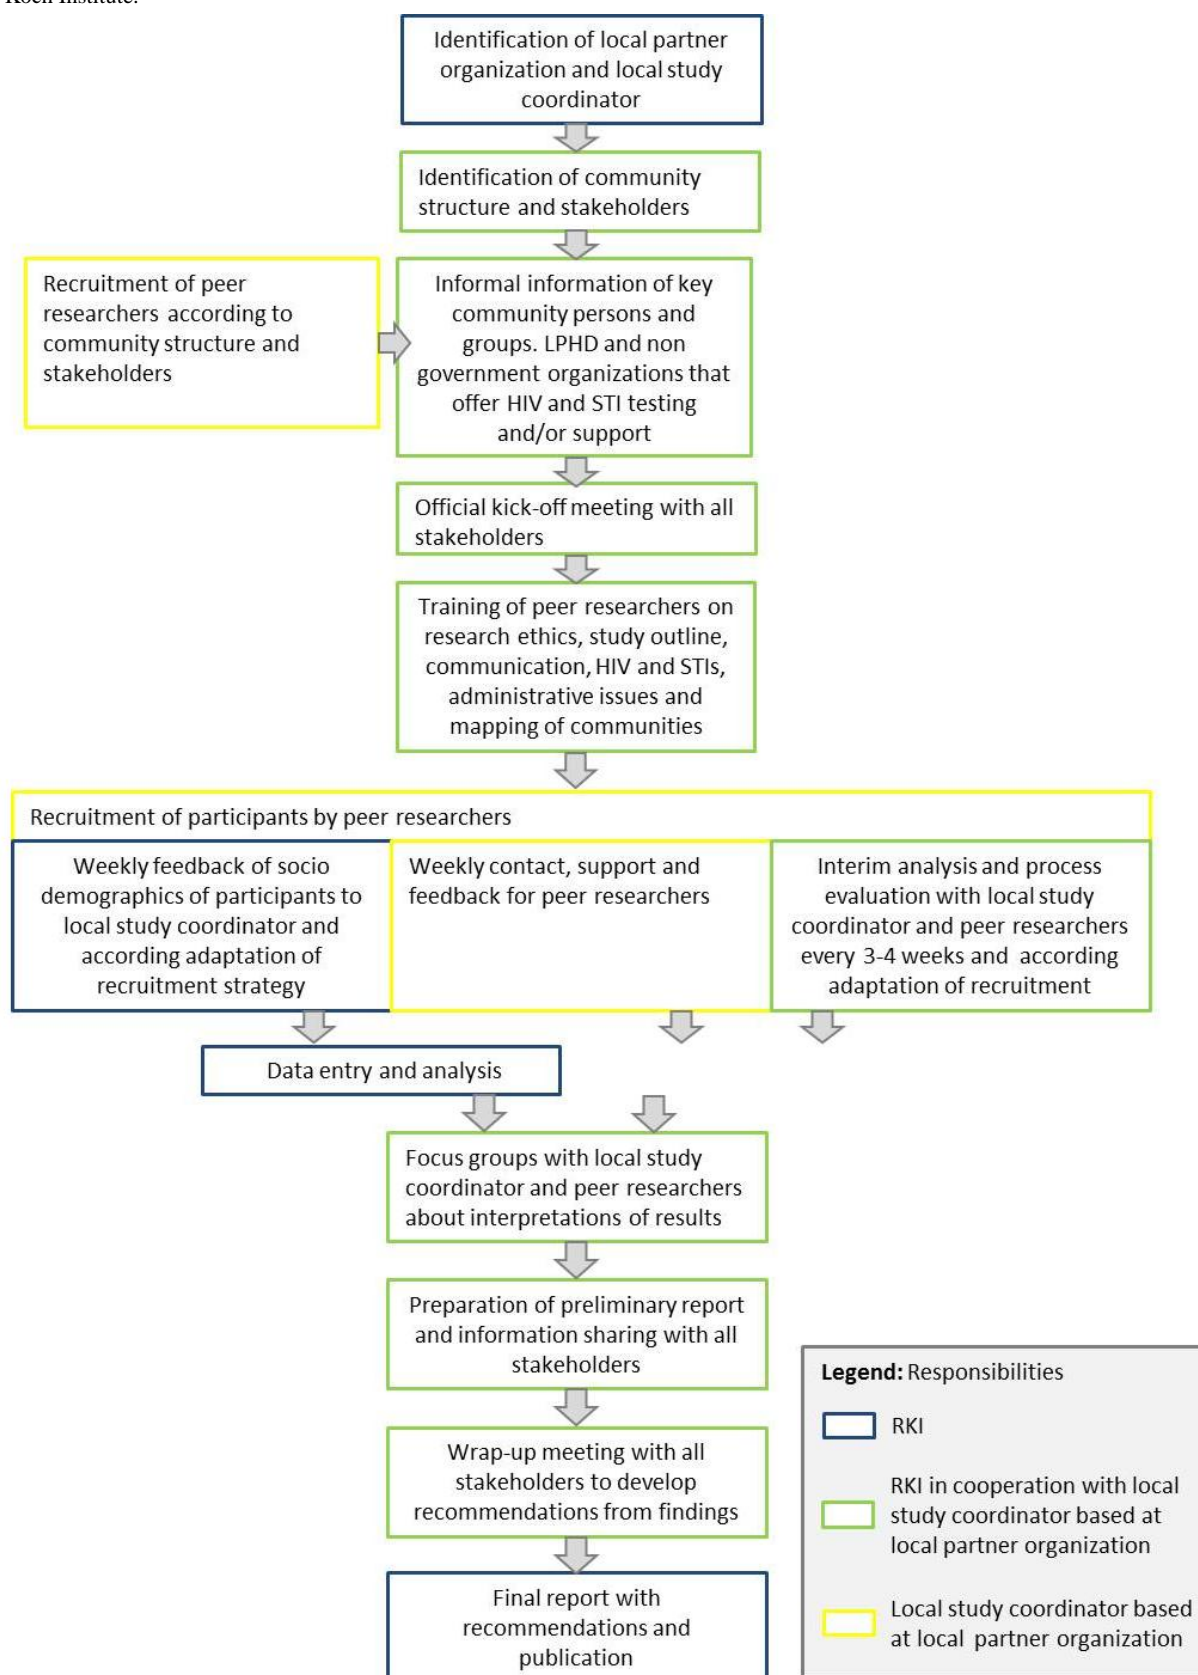 Koch Institute.
Identification of local partner
organization and local study
coordinator
Identification of community
structure and stakeholders
Recruitment of peer
researchers according to
community structure and
stakeholders
Informal information of key
community persons and
groups. LPHD and non
government organizations that
offer HIV and STI testing
and/or support
Official kick-off meeting with all
stakeholders
Training of peer researchers on
research ethics, study outline,
communication, HIV and STIs,
administrative issues and
mapping of communities
Recruitment of participants by peer researchers
Weekly feedback of socio
demographics of participants to
local study coordinator and
according adaptation of
recruitment strategy
Weekly contact, support and
feedback for peer researchers
Interim analysis and process
evaluation with local study
coordinator and peer researchers
every 3-4 weeks and according
adaptation of recruitment
Data entry and analysis
Focus groups with local study
coordinator and peer researchers
about interpretations of results
Preparation of preliminary report
and information sharing with all
stakeholders
Wrap-up meeting with all
stakeholders to develop
recommendations from findings
Final report with
recommendations and
publication
Legend: Responsibilities
RKI
RKI in cooperation with local
study coordinator based at
local partner organization
Local study coordinator based
at local partner organization